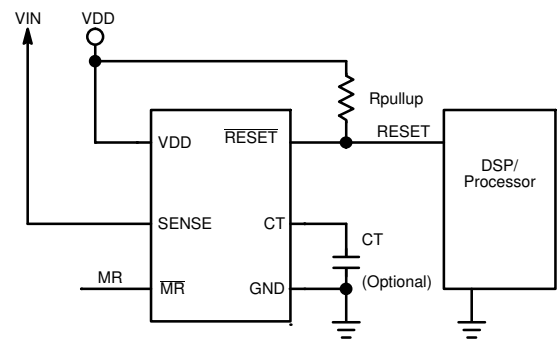 VIN
VDD
Rpullup
VDD
RESET
RESET
DSP/
Processor
SENSE
CT
CT
(Optional)
MR
MR
GND